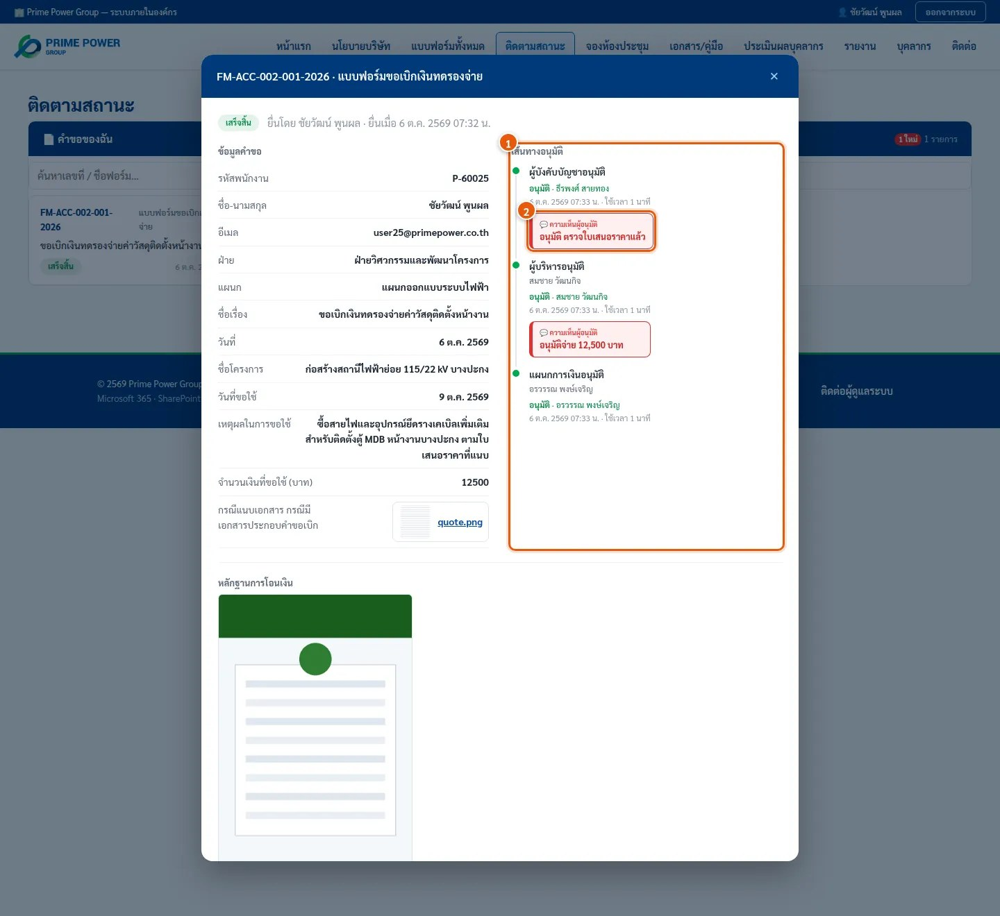 Prime Power Group — ระบบภายในองค์กร
ชัยวัฒน์ พูนผล
ออกจากระบบ
PRIME POWER
GROUP
หน้าแรก
นโยบายบริษัท
แบบฟอร์มทั้งหมด
ติดตามสถานะ
จองห้องประชุม
เอกสาร/คู่มือ
ประเมินผลบุคลากร
รายงาน
บุคลากร
ติดต่อ
ติดตามสถานะ
คำขอของฉัน
1 ใหม่
1 รายการ
ค้นหาเลขที่ / ชื่อฟอร์ม...
FM-ACC-002-001-
2026
แบบฟอร์มขอเบิก
จ่าย
ขอเบิกเงินทดรองจ่ายค่าวัสดุติดตั้งหน้างาน
เสร็จสิ้น
6 ต.ค. 2
© 2569 Prime Power Group
Microsoft 365 · SharePoint
ติดต่อผู้ดูแลระบบ
FM-ACC-002-001-2026 · แบบฟอร์มขอเบิกเงินทดรองจ่าย
✕
เสร็จสิ้น
ยื่นโดย ชัยวัฒน์ พูนผล · ยื่นเมื่อ 6 ต.ค. 2569 07:32 น.
ข้อมูลคำขอ
รหัสพนักงาน P-60025
ชื่อ-นามสกุล ชัยวัฒน์ พูนผล
อีเมล user25@primepower.co.th
ฝ่าย ฝ่ายวิศวกรรมและพัฒนาโครงการ
แผนก แผนกออกแบบระบบไฟฟ้า
ชื่อเรื่อง ขอเบิกเงินทดรองจ่ายค่าวัสดุติดตั้งหน้างาน
วันที่ 6 ต.ค. 2569
ชื่อโครงการ ก่อสร้างสถานีไฟฟ้าย่อย 115/22 kV บางปะกง
วันที่ขอใช้ 9 ต.ค. 2569
เหตุผลในการขอใช้ ซื้อสายไฟและอุปกรณ์ยึดรางเคเบิลเพิ่มเติม
สำหรับติดตั้งตู้ MDB หน้างานบางปะกง ตามใบ
เสนอราคาที่แนบ
จำนวนเงินที่ขอใช้ (บาท) 12500
กรณีแนบเอกสาร กรณีมี
เอกสารประกอบคำขอเบิก
quote.png
1
เส้นทางอนุมัติ
ผู้บังคับบัญชาอนุมัติ
อนุมัติ · ธีรพงศ์ สายทอง
6 ต.ค. 2569 07:33 น. · ใช้เวลา 1 นาที
2
ความเห็นผู้อนุมัติ
อนุมัติ ตรวจใบเสนอราคาแล้ว
ผู้บริหารอนุมัติ
สมชาย วัฒนกิจ
อนุมัติ · สมชาย วัฒนกิจ
6 ต.ค. 2569 07:33 น. · ใช้เวลา 1 นาที
ความเห็นผู้อนุมัติ
อนุมัติจ่าย 12,500 บาท
แผนกการเงินอนุมัติ
อรวรรณ พงษ์เจริญ
อนุมัติ · อรวรรณ พงษ์เจริญ
6 ต.ค. 2569 07:33 น. · ใช้เวลา 1 นาที
หลักฐานการโอนเงิน